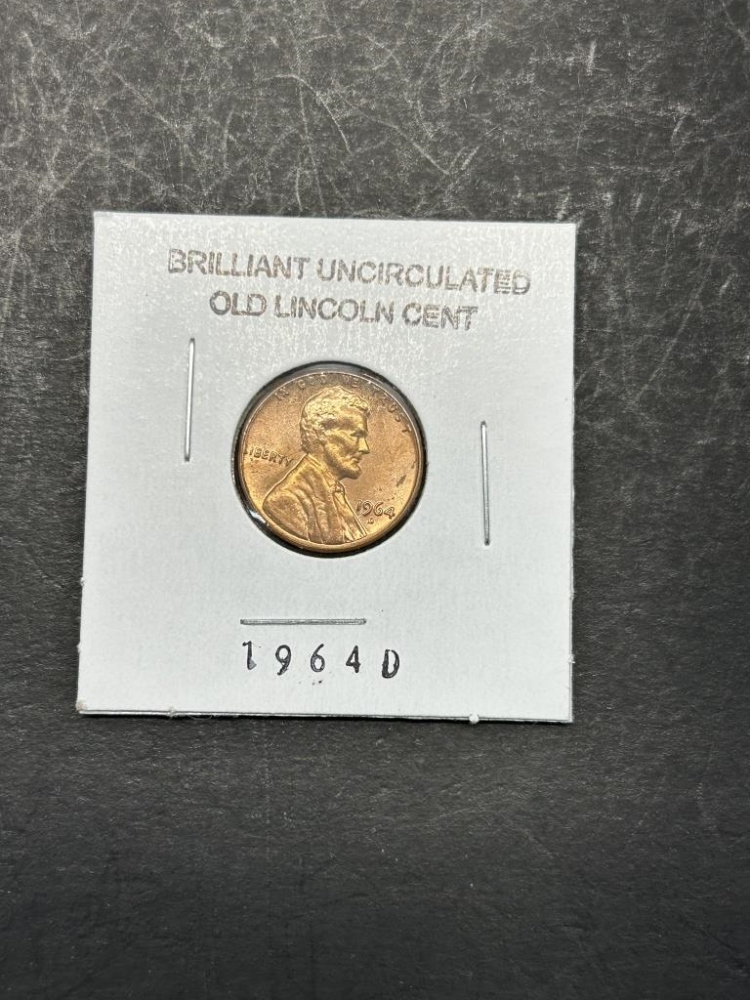 BRILLIANT UNCIRCULATED
OLD LINCOLN CENT
IN GOD WE TRUST
LIBERTY
1964
D
1964D